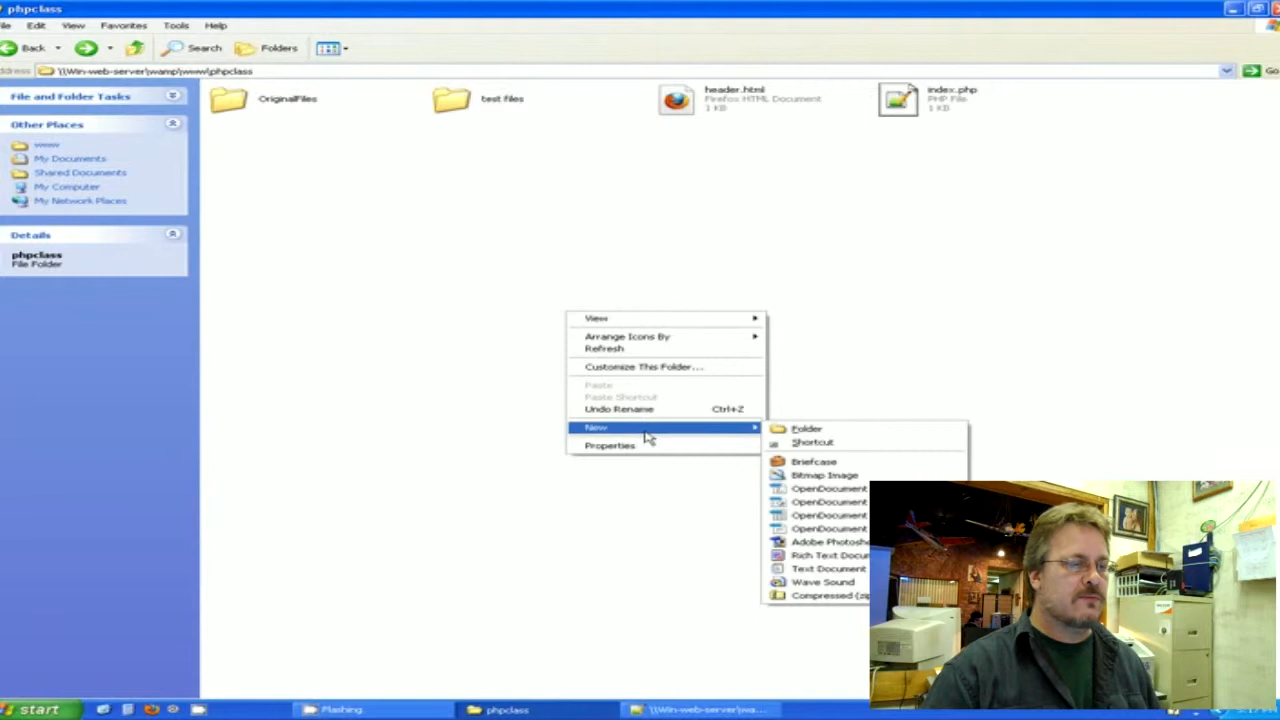 phpclass
File Edit View Favorites Tools Help
Back Search Folders
Address \\Win-web-server\wamp\www\phpclass Go
File and Folder Tasks
Other Places
www
My Documents
Shared Documents
My Computer
My Network Places
Details
phpclass
File Folder
OriginalFiles
test files
header.html
Firefox HTML Document
1 KB
index.php
PHP File
1 KB
View
Arrange Icons By
Refresh
Customize This Folder...
Paste
Paste Shortcut
Undo Rename Ctrl+Z
New
Properties
Folder
Shortcut
Briefcase
Bitmap Image
OpenDocument
OpenDocument
OpenDocument
OpenDocument
Adobe Photosh
Rich Text Docu
Text Document
Wave Sound
Compressed (zip
start Flashing phpclass \\Win-web-server\wa...